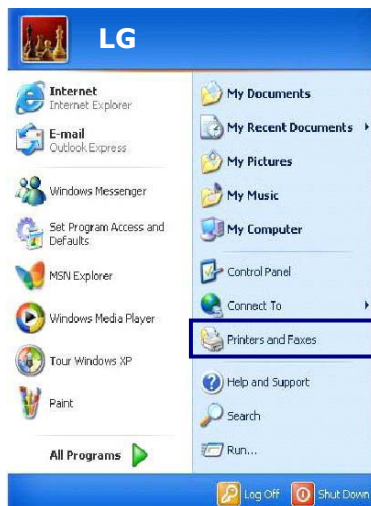 LG
Internet
Internet Explorer
E-mail
Outlook Express
Windows Messenger
Set Program Access and
Defaults
MSN Explorer
Windows Media Player
Tour Windows XP
Paint
All Programs
My Documents
My Recent Documents
My Pictures
My Music
My Computer
Control Panel
Connect To
Printers and Faxes
Help and Support
Search
Run...
Log Off
Shut Down